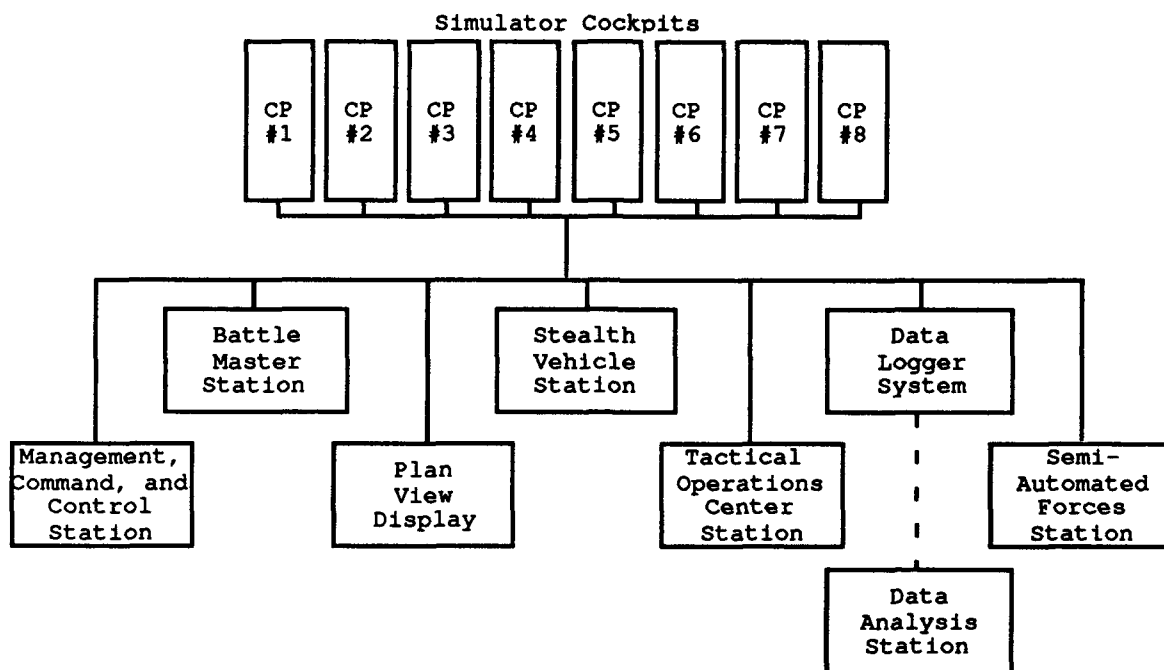 Simulator Cockpits
CP
#1
CP
#2
CP
#3
CP
#4
CP
#5
CP
#6
CP
#7
CP
#8
Battle
Master
Station
Stealth
Vehicle
Station
Data
Logger
System
Management,
Command, and
Control
Station
Plan
View
Display
Tactical
Operations
Center
Station
Semi-
Automated
Forces
Station
Data
Analysis
Station